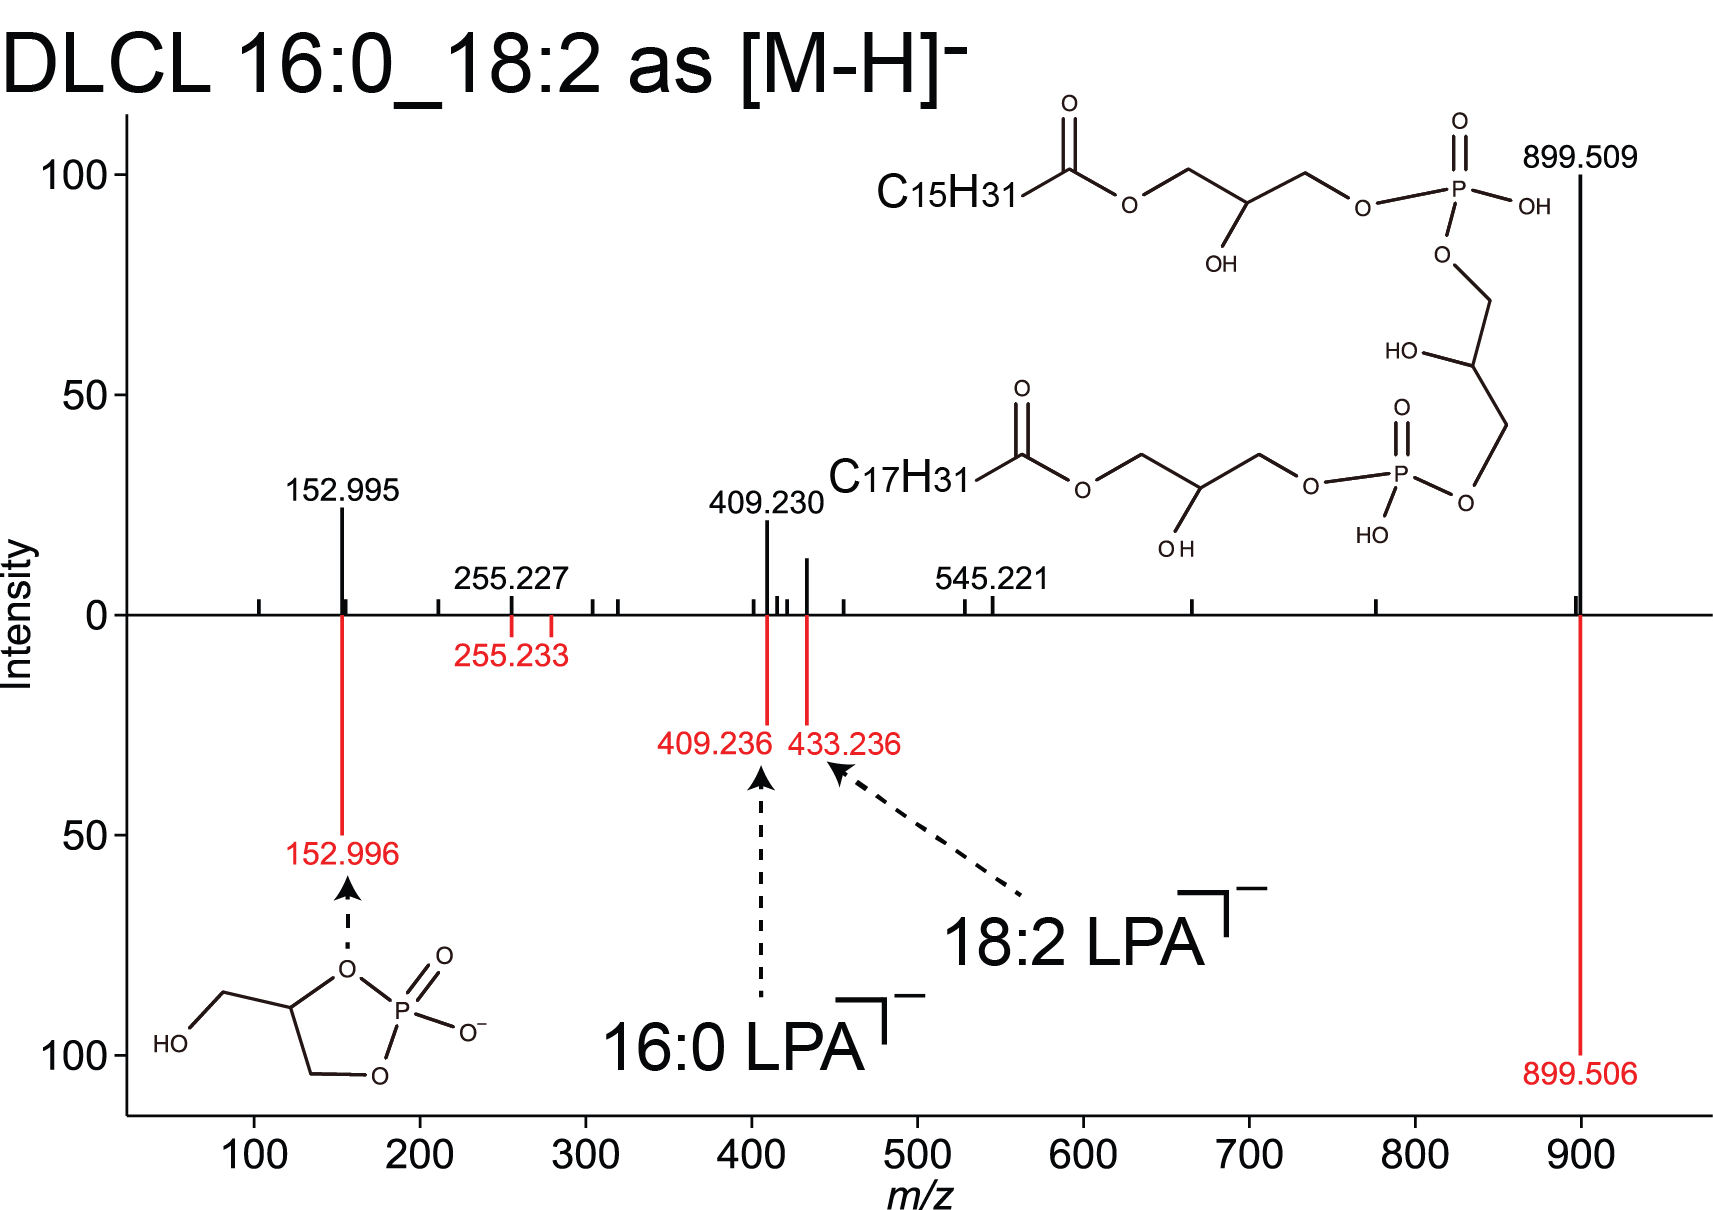 DLCL 16:0_18:2 as [M-H]⁻
O
O
899.509
100
C15H31
P
O
O
OH
OH
O
HO
50
O
O
C17H31
152.995
409.230
O
O
P
O
OH
HO
255.227
545.221
0
Intensity
255.233
409.236
433.236
50
152.996
18:2 LPA⁻
O
O
P
O⁻
HO
16:0 LPA⁻
100
O
899.506
100
200
300
400
500
600
700
800
900
m/z